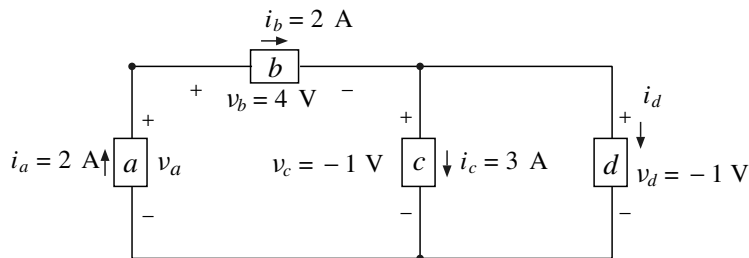 i_b = 2 A
b
+ −
v_b = 4 V
i_d
+ + +
i_a = 2 A a v_a
v_c = −1 V c i_c = 3 A
d v_d = −1 V
− − −